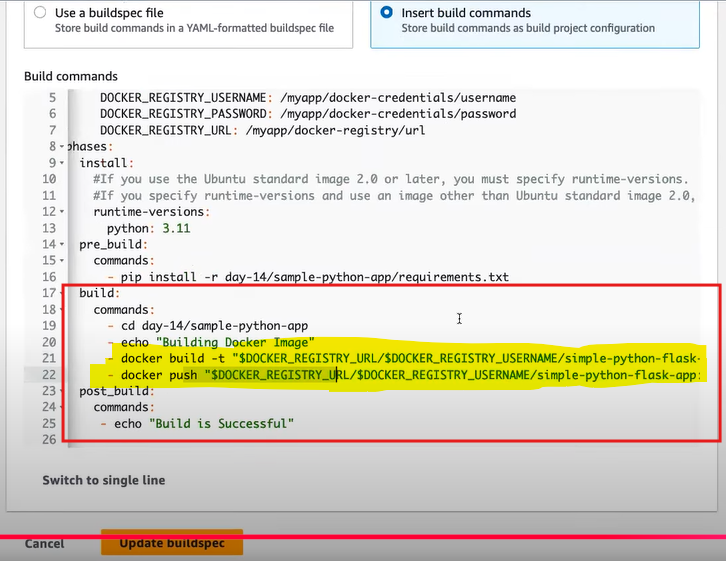 Use a buildspec file
Store build commands in a YAML-formatted buildspec file
Insert build commands
Store build commands as build project configuration
Build commands
5 DOCKER_REGISTRY_USERNAME: /myapp/docker-credentials/username
6 DOCKER_REGISTRY_PASSWORD: /myapp/docker-credentials/password
7 DOCKER_REGISTRY_URL: /myapp/docker-registry/url
8 phases:
9 install:
10 #If you use the Ubuntu standard image 2.0 or later, you must specify runtime-versions.
11 #If you specify runtime-versions and use an image other than Ubuntu standard image 2.0,
12 runtime-versions:
13 python: 3.11
14 pre_build:
15 commands:
16 - pip install -r day-14/sample-python-app/requirements.txt
17 build:
18 commands:
19 - cd day-14/sample-python-app
20 - echo "Building Docker Image"
21 - docker build -t "$DOCKER_REGISTRY_URL/$DOCKER_REGISTRY_USERNAME/simple-python-flask-
22 - docker push "$DOCKER_REGISTRY_URL/$DOCKER_REGISTRY_USERNAME/simple-python-flask-app:
23 post_build:
24 commands:
25 - echo "Build is Successful"
26
Switch to single line
Cancel
Update buildspec